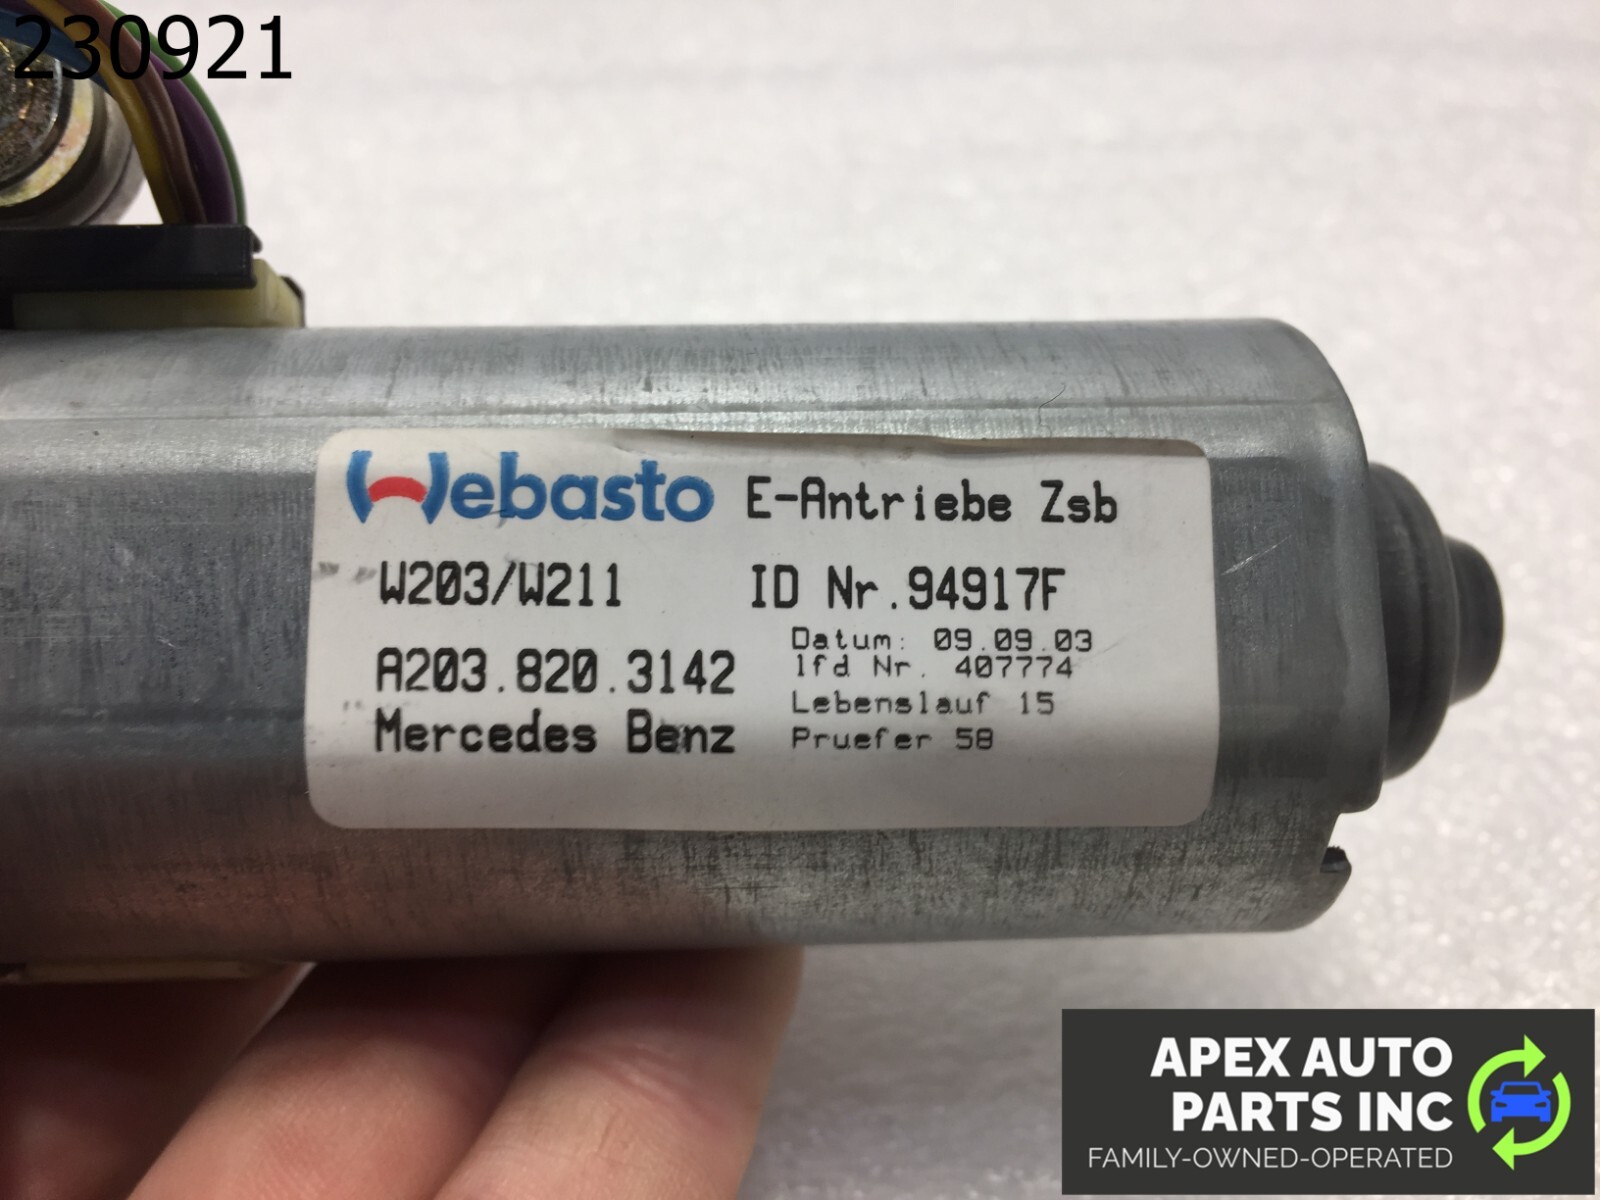 230921
Webasto E-Antriebe Zsb
W203/W211 ID Nr.94917F
Datum: 09.09.03
lfd Nr. 407774
A203.820.3142
Lebenslauf 15
Mercedes Benz
Pruefer 58
APEX AUTO
PARTS INC
FAMILY-OWNED-OPERATED